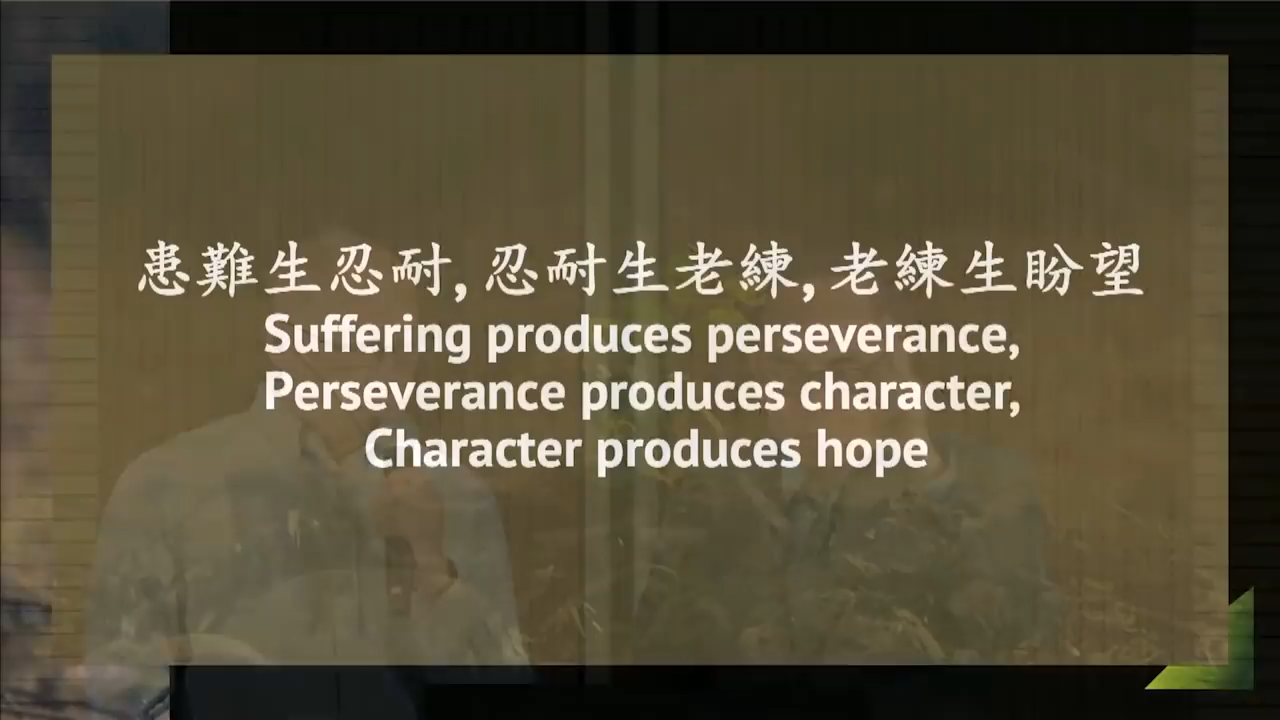 患難生忍耐,忍耐生老練,老練生盼望
Suffering produces perseverance,
Perseverance produces character,
Character produces hope